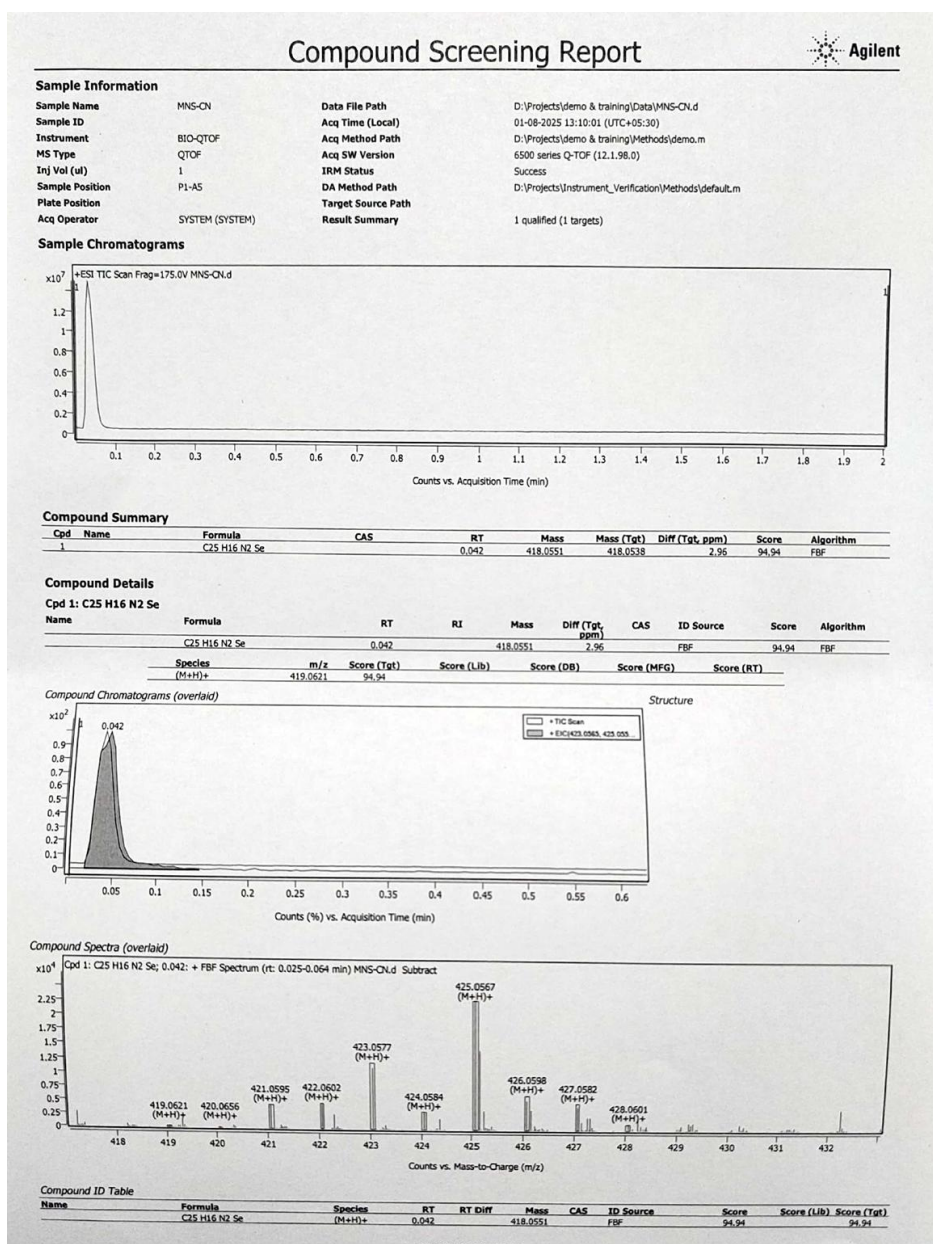 Compound Screening Report
Agilent
Sample Information
Sample Name MNS-CN Data File Path D:\Projects\demo & training\Data\MNS-CN.d
Sample ID Acq Time (Local) 01-08-2025 13:10:01 (UTC+05:30)
Instrument BIO-QTOF Acq Method Path D:\Projects\demo & training\Methods\demo.m
MS Type QTOF Acq SW Version 6500 series Q-TOF (12.1.98.0)
Inj Vol (ul) 1 IRM Status Success
Sample Position P1-A5 DA Method Path D:\Projects\Instrument_Verification\Methods\default.m
Plate Position Target Source Path
Acq Operator SYSTEM (SYSTEM) Result Summary 1 qualified (1 targets)
Sample Chromatograms
x10⁷ +ESI TIC Scan Frag=175.0V MNS-CN.d
1 1
1.2
1
0.8
0.6
0.4
0.2
0
0.1 0.2 0.3 0.4 0.5 0.6 0.7 0.8 0.9 1 1.1 1.2 1.3 1.4 1.5 1.6 1.7 1.8 1.9 2
Counts vs. Acquisition Time (min)
Compound Summary
Cpd Name Formula CAS RT Mass Mass (Tgt) Diff (Tgt, ppm) Score Algorithm
1 C25 H16 N2 Se 0.042 418.0551 418.0538 2.96 94.94 FBF
Compound Details
Cpd 1: C25 H16 N2 Se
Name Formula RT RI Mass Diff (Tgt, ppm) CAS ID Source Score Algorithm
C25 H16 N2 Se 0.042 418.0551 2.96 FBF 94.94 FBF
Species m/z Score (Tgt) Score (Lib) Score (DB) Score (MFG) Score (RT)
(M+H)+ 419.0621 94.94
Compound Chromatograms (overlaid) Structure
x10² 1 0.042
+ TIC Scan
+ EIC(423.0565, 425.055...
0.9
0.8
0.7
0.6
0.5
0.4
0.3
0.2
0.1
0
0.05 0.1 0.15 0.2 0.25 0.3 0.35 0.4 0.45 0.5 0.55 0.6
Counts (%) vs. Acquisition Time (min)
Compound Spectra (overlaid)
x10⁴ Cpd 1: C25 H16 N2 Se; 0.042: + FBF Spectrum (rt: 0.025-0.064 min) MNS-CN.d Subtract
2.25
2
1.75
1.5
1.25
1
0.75
0.5
0.25
0
419.0621
(M+H)+
420.0656
(M+H)+
421.0595
(M+H)+
422.0602
(M+H)+
423.0577
(M+H)+
424.0584
(M+H)+
425.0567
(M+H)+
426.0598
(M+H)+
427.0582
(M+H)+
428.0601
(M+H)+
418 419 420 421 422 423 424 425 426 427 428 429 430 431 432
Counts vs. Mass-to-Charge (m/z)
Compound ID Table
Name Formula Species RT RT Diff Mass CAS ID Source Score Score (Lib) Score (Tgt)
C25 H16 N2 Se (M+H)+ 0.042 418.0551 FBF 94.94 94.94